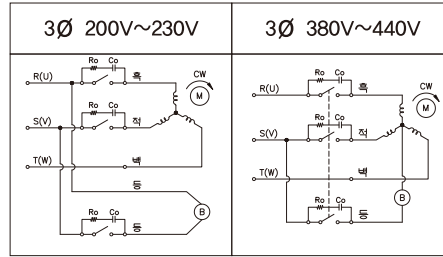 3Ø 200V~230V
Ro Co
R(U) 흑 CW
M
Ro Co
S(V) 적
T(W) 백
등
B
Ro Co
등
3Ø 380V~440V
Ro Co
R(U) 흑 CW
M
Ro Co
S(V) 적
T(W) 백
B
Ro Co
등